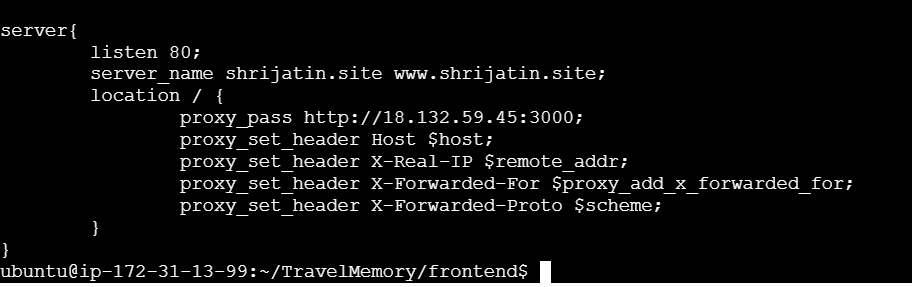 server{
listen 80;
server_name shrijatin.site www.shrijatin.site;
location / {
proxy_pass http://18.132.59.45:3000;
proxy_set_header Host $host;
proxy_set_header X-Real-IP $remote_addr;
proxy_set_header X-Forwarded-For $proxy_add_x_forwarded_for;
proxy_set_header X-Forwarded-Proto $scheme;
}
}
ubuntu@ip-172-31-13-99:~/TravelMemory/frontend$